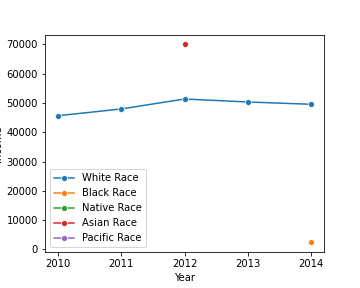 70000
60000
50000
40000
30000
20000
10000
0
White Race
Black Race
Native Race
Asian Race
Pacific Race
2010 2011 2012 2013 2014
Year